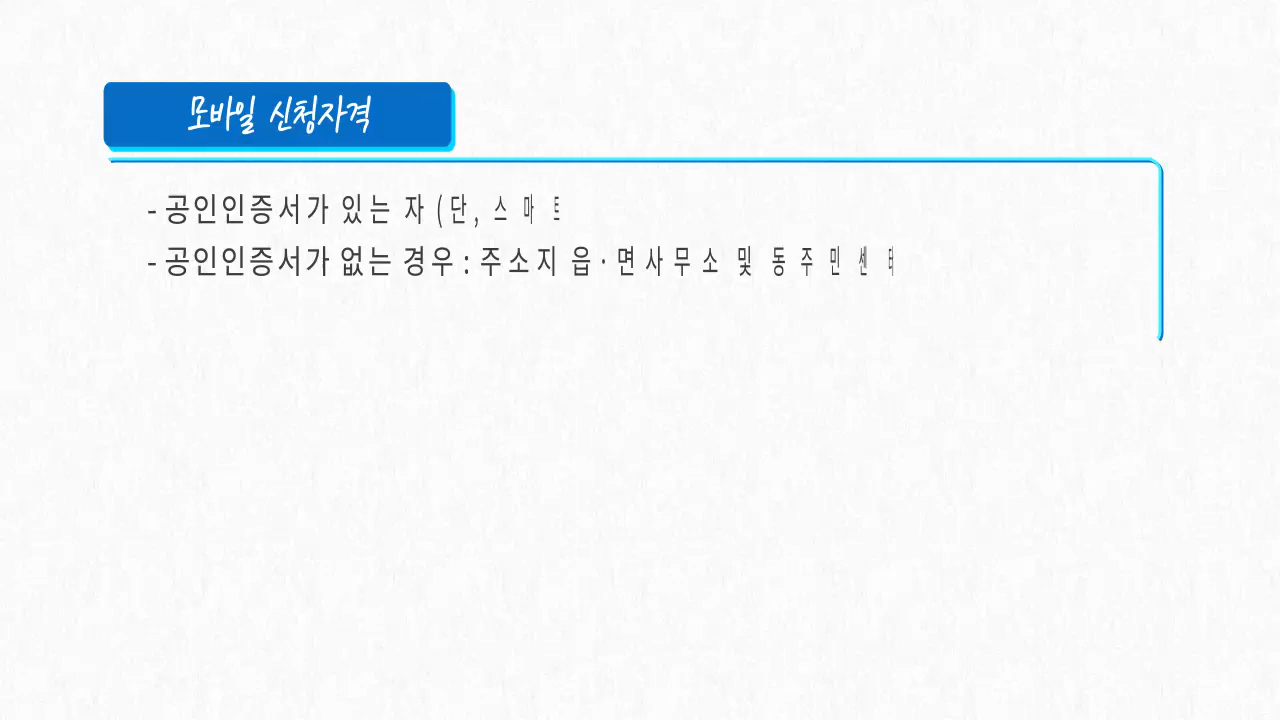 모바일 신청자격
- 공인인증서가 있는 자 (단, 스마트
- 공인인증서가 없는 경우 : 주소지 읍·면사무소 및 동주민센터